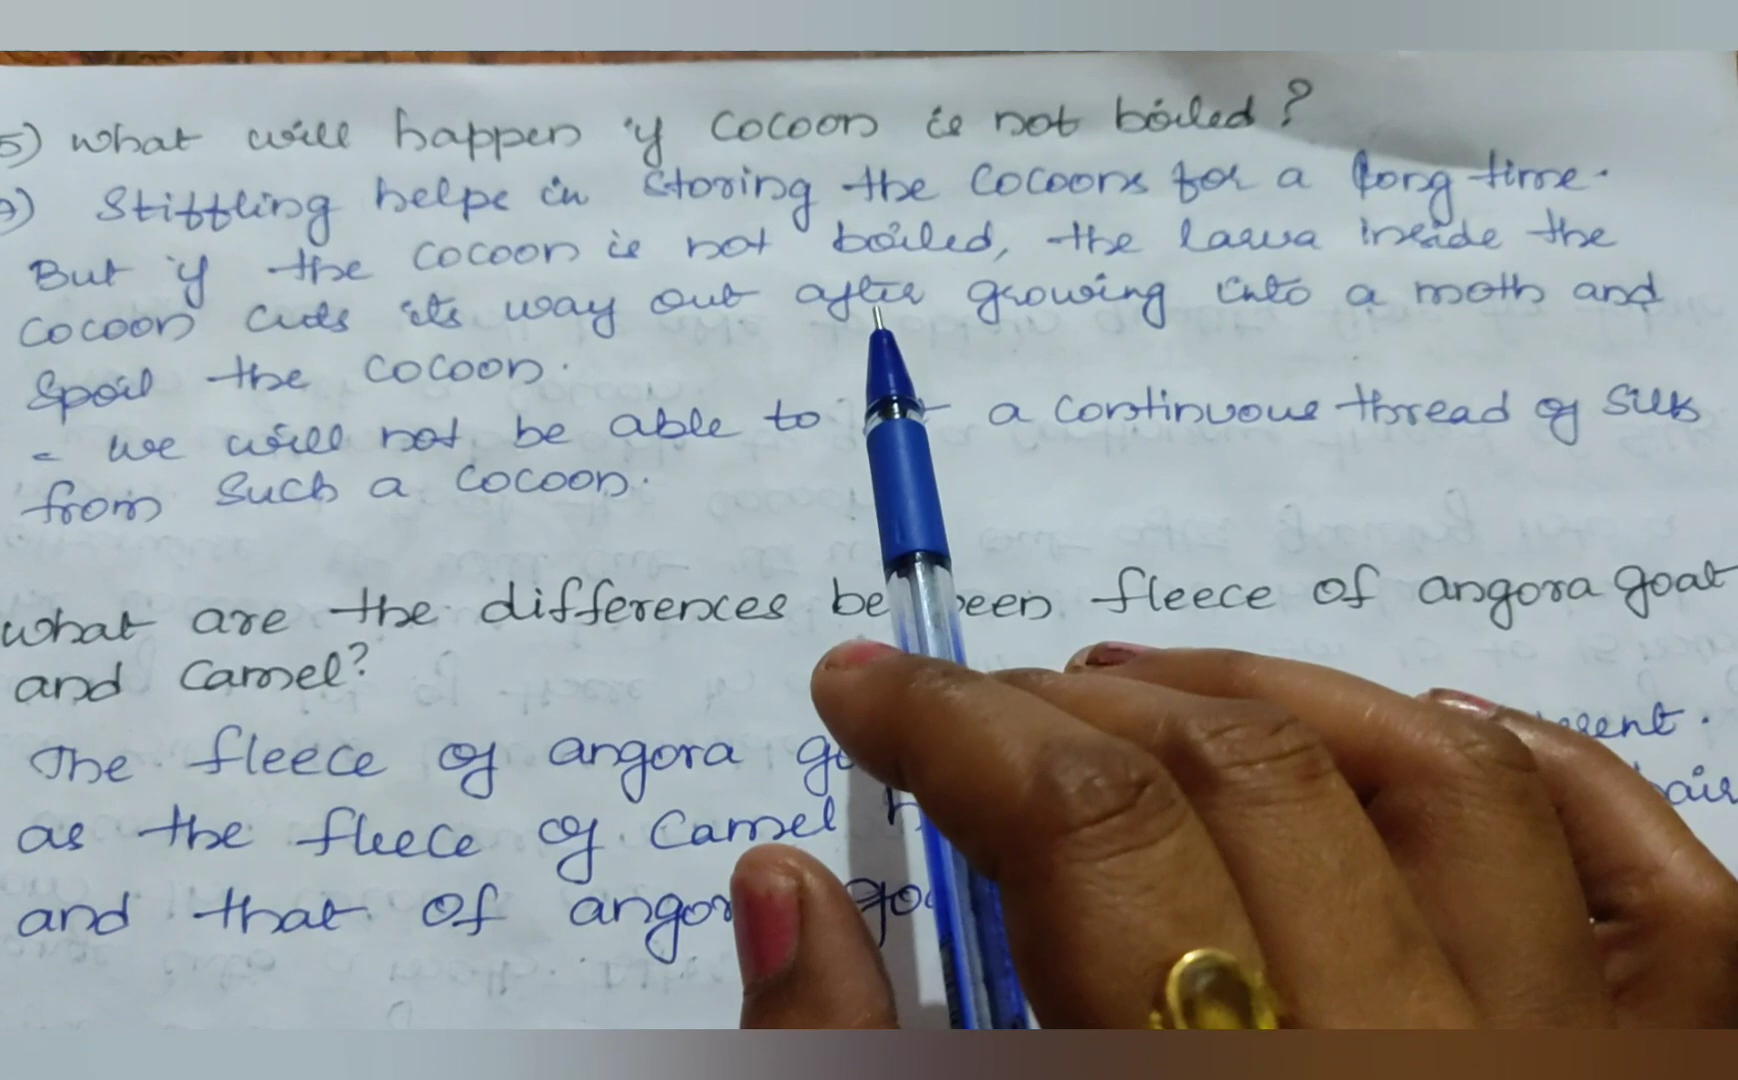 5) what will happen if cocoon is not boiled?
) Stiffling helps in storing the cocoons for a long time.
But if the cocoon is not boiled, the larva inside the
cocoon cuts its way out after growing into a moth and
spoil the cocoon.
- we will not be able to a continuous thread of silk
from such a cocoon.
what are the differences between fleece of angora goat
and camel?
The fleece of angora
as the fleece of camel
and that of angora